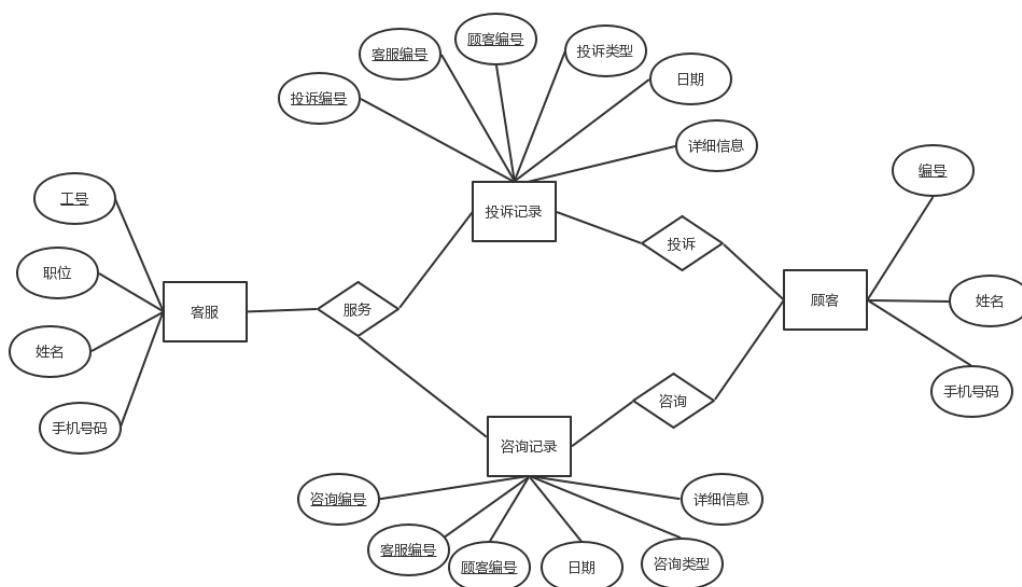 顾客编号
客服编号
投诉类型
日期
投诉编号
详细信息
编号
工号
投诉记录
投诉
职位
客服
服务
顾客
姓名
姓名
手机号码
咨询
手机号码
咨询记录
咨询编号
详细信息
客服编号
顾客编号
日期
咨询类型